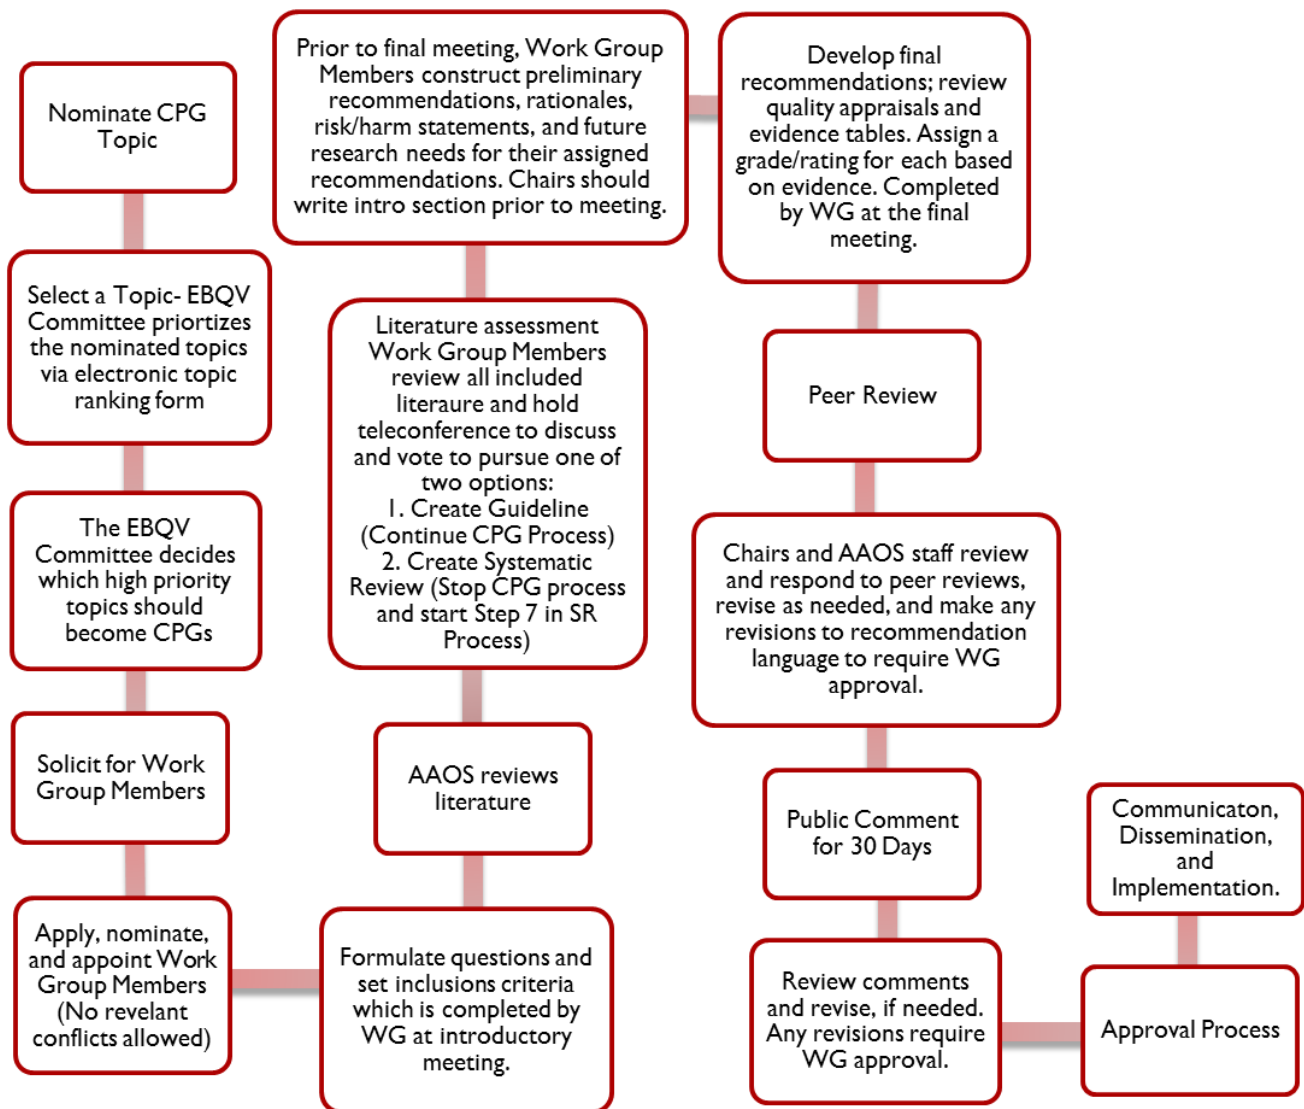 Nominate CPG
Topic
Select a Topic- EBQV
Committee priortizes
the nominated topics
via electronic topic
ranking form
The EBQV
Committee decides
which high priority
topics should
become CPGs
Solicit for Work
Group Members
Apply, nominate,
and appoint Work
Group Members
(No revelant
conflicts allowed)
Formulate questions and
set inclusions criteria
which is completed by
WG at introductory
meeting.
AAOS reviews
literature
Literature assessment
Work Group Members
review all included
literaure and hold
teleconference to discuss
and vote to pursue one of
two options:
1. Create Guideline
(Continue CPG Process)
2. Create Systematic
Review (Stop CPG process
and start Step 7 in SR
Process)
Prior to final meeting, Work Group
Members construct preliminary
recommendations, rationales,
risk/harm statements, and future
research needs for their assigned
recommendations. Chairs should
write intro section prior to meeting.
Develop final
recommendations; review
quality appraisals and
evidence tables. Assign a
grade/rating for each based
on evidence. Completed
by WG at the final
meeting.
Peer Review
Chairs and AAOS staff review
and respond to peer reviews,
revise as needed, and make any
revisions to recommendation
language to require WG
approval.
Public Comment
for 30 Days
Review comments
and revise, if needed.
Any revisions require
WG approval.
Approval Process
Communicaton,
Dissemination,
and
Implementation.